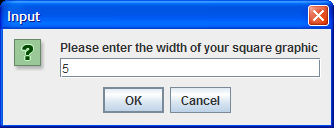 Input
?
Please enter the width of your square graphic
5
OK Cancel